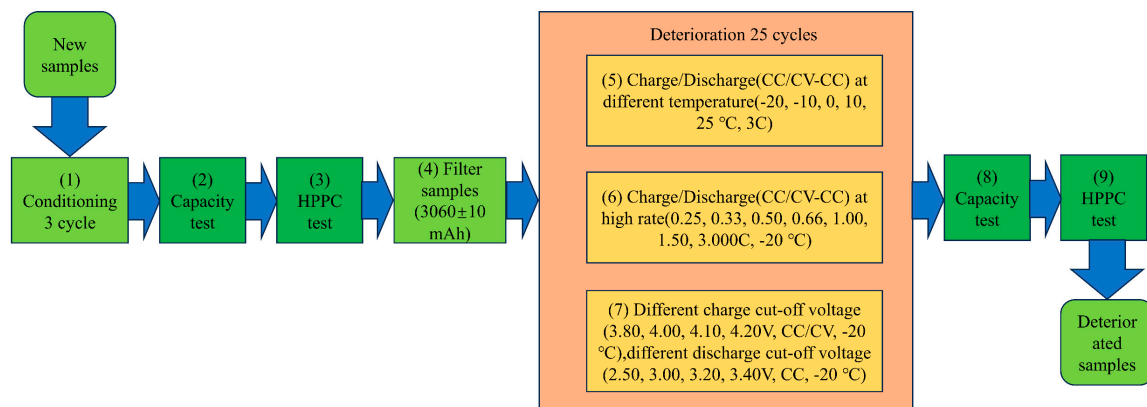 New
samples
(1)
Conditioning
3 cycle
(2)
Capacity
test
(3)
HPPC
test
(4) Filter
samples
(3060±10
mAh)
Deterioration 25 cycles
(5) Charge/Discharge(CC/CV-CC) at
different temperature(-20, -10, 0, 10,
25 ℃, 3C)
(6) Charge/Discharge(CC/CV-CC) at
high rate(0.25, 0.33, 0.50, 0.66, 1.00,
1.50, 3.000C, -20 ℃)
(7) Different charge cut-off voltage
(3.80, 4.00, 4.10, 4.20V, CC/CV, -20
℃),different discharge cut-off voltage
(2.50, 3.00, 3.20, 3.40V, CC, -20 ℃)
(8)
Capacity
test
(9)
HPPC
test
Deterior
ated
samples